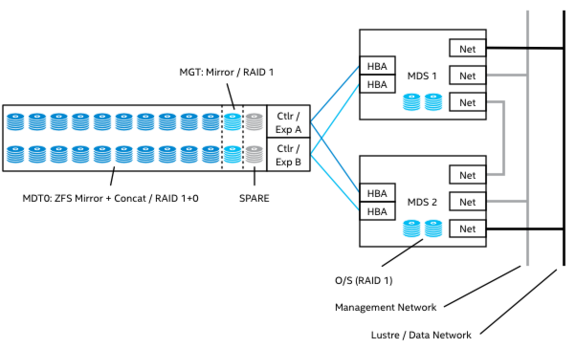 MGT: Mirror / RAID 1
Ctlr /
Exp A
Ctlr /
Exp B
MDT0: ZFS Mirror + Concat / RAID 1+0
SPARE
HBA
HBA
MDS 1
Net
Net
Net
HBA
HBA
MDS 2
Net
Net
Net
O/S (RAID 1)
Management Network
Lustre / Data Network